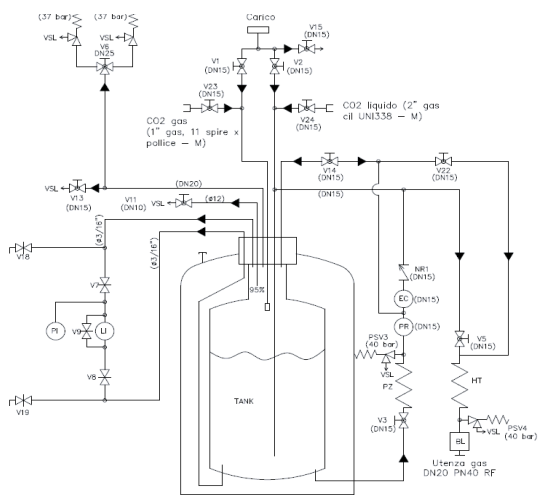 (37 bar)
(37 bar)
VSL
V6
DN25
VSL
Carico
V15
(DN15)
V1
(DN15)
V2
(DN15)
V23
(DN15)
CO2 gas
(1" gas, 11 spire x
pollice – M)
V24
(DN15)
CO2 liquido (2" gas
cil UNI338 – M)
V14
(DN15)
V22
(DN15)
(DN20)
(DN15)
VSL
V13
(DN15)
V11
(DN10)
VSL
(ø12)
(ø3/16")
(ø3/16")
V18
V7
95%
NR1
(DN15)
EC
(DN15)
PR
(DN15)
PI
V9
LI
PSV3
(40 bar)
VSL
V5
(DN15)
V8
PZ
HT
V19
TANK
V3
(DN15)
PSV4
(40 bar)
VSL
BL
Utenza gas
DN20 PN40 RF